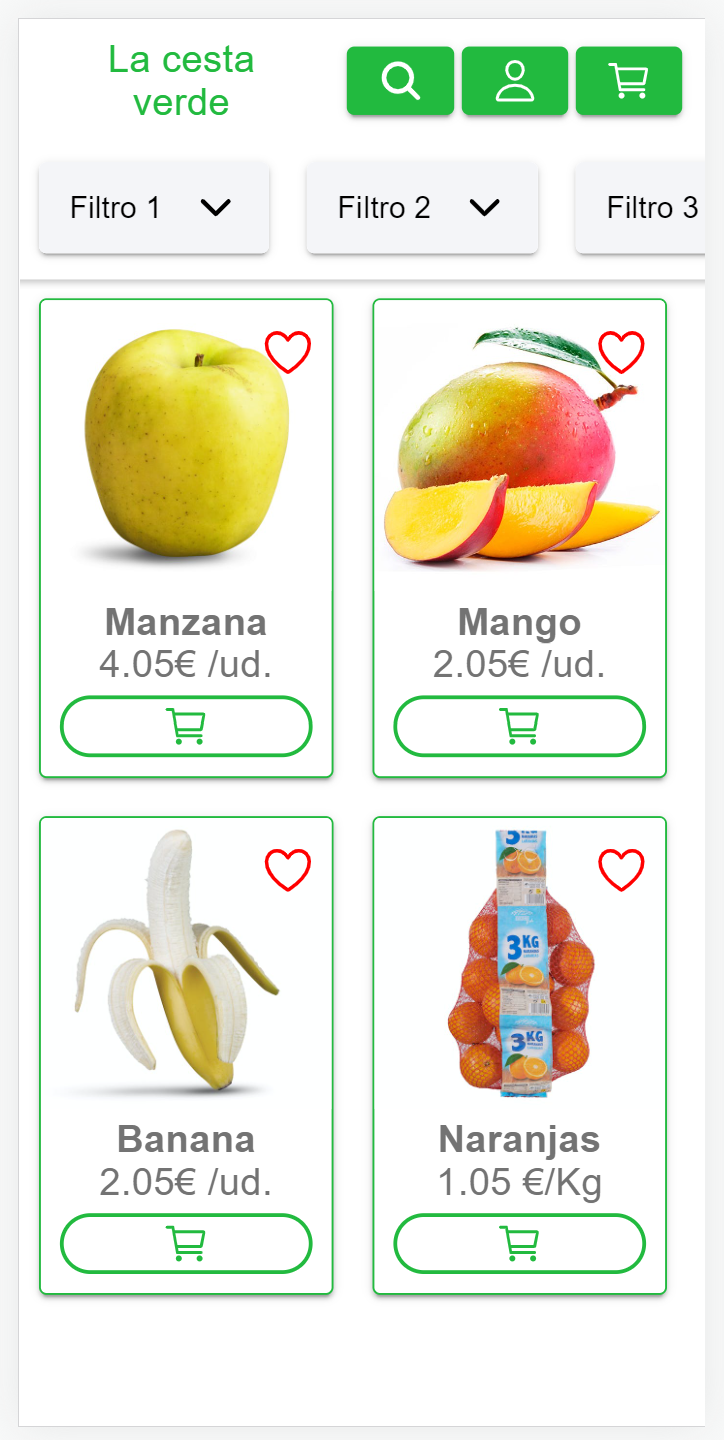 La cesta
verde
Filtro 1
Filtro 2
Filtro 3
Manzana
4.05€ /ud.
Mango
2.05€ /ud.
Banana
2.05€ /ud.
3KG
3KG
Naranjas
1.05 €/Kg